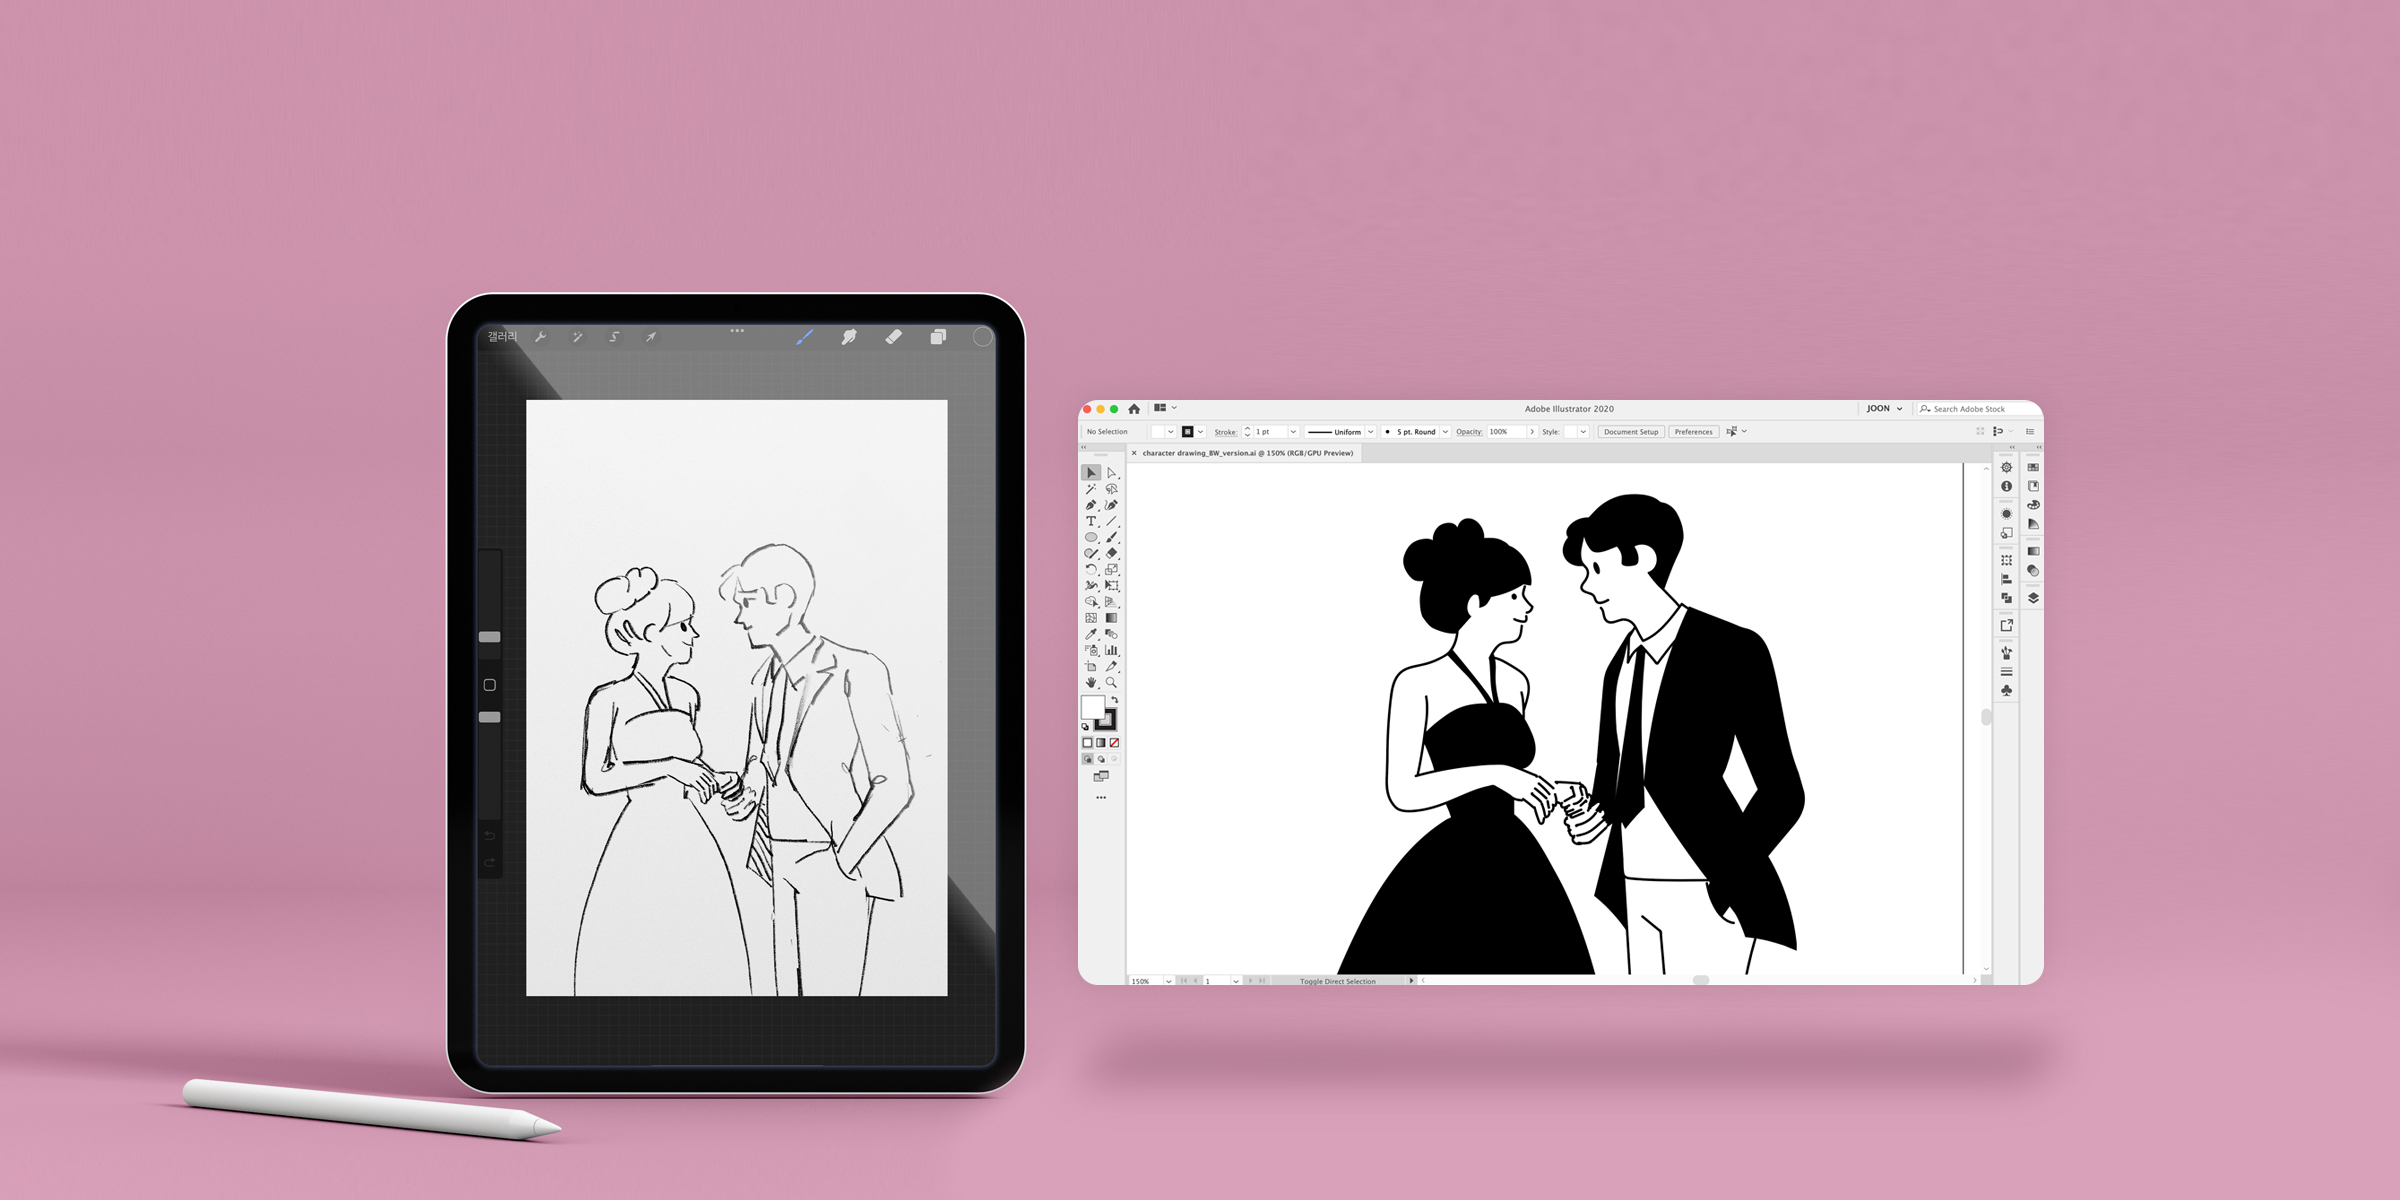 갤러리
Adobe Illustrator 2020
JOON
Search Adobe Stock
No Selection
Stroke: 1 pt
Uniform
5 pt. Round
Opacity: 100%
Style:
Document Setup
Preferences
character drawing_BW_version.ai @ 150% (RGB/GPU Preview)
150%
1
Toggle Direct Selection